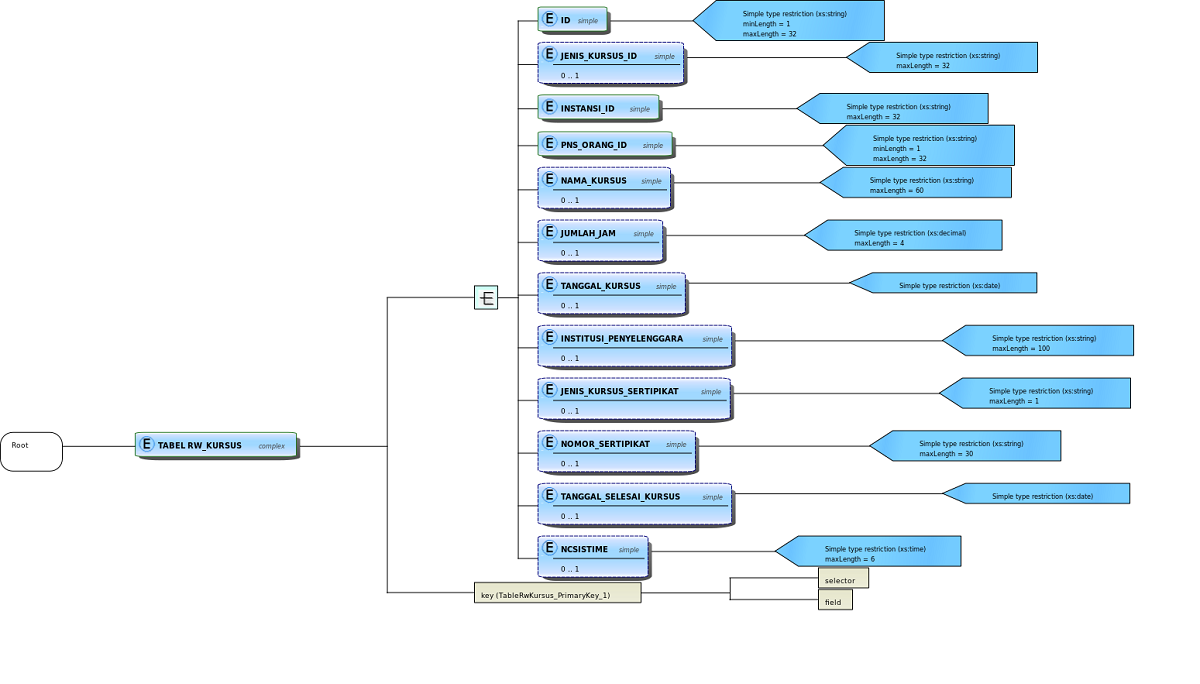 E ID simple
Simple type restriction (xs:string)
minLength = 1
maxLength = 32
E JENIS_KURSUS_ID simple
0 .. 1
Simple type restriction (xs:string)
maxLength = 32
E INSTANSI_ID simple
Simple type restriction (xs:string)
maxLength = 32
E PNS_ORANG_ID simple
Simple type restriction (xs:string)
minLength = 1
maxLength = 32
E NAMA_KURSUS simple
0 .. 1
Simple type restriction (xs:string)
maxLength = 60
E JUMLAH_JAM simple
0 .. 1
Simple type restriction (xs:decimal)
maxLength = 4
E TANGGAL_KURSUS simple
0 .. 1
Simple type restriction (xs:date)
E INSTITUSI_PENYELENGGARA simple
0 .. 1
Simple type restriction (xs:string)
maxLength = 100
E JENIS_KURSUS_SERTIPIKAT simple
0 .. 1
Simple type restriction (xs:string)
maxLength = 1
Root
E TABEL RW_KURSUS complex
E NOMOR_SERTIPIKAT simple
0 .. 1
Simple type restriction (xs:string)
maxLength = 30
E TANGGAL_SELESAI_KURSUS simple
0 .. 1
Simple type restriction (xs:date)
E NCSISTIME simple
0 .. 1
Simple type restriction (xs:time)
maxLength = 6
key (TableRwKursus_PrimaryKey_1)
selector
field